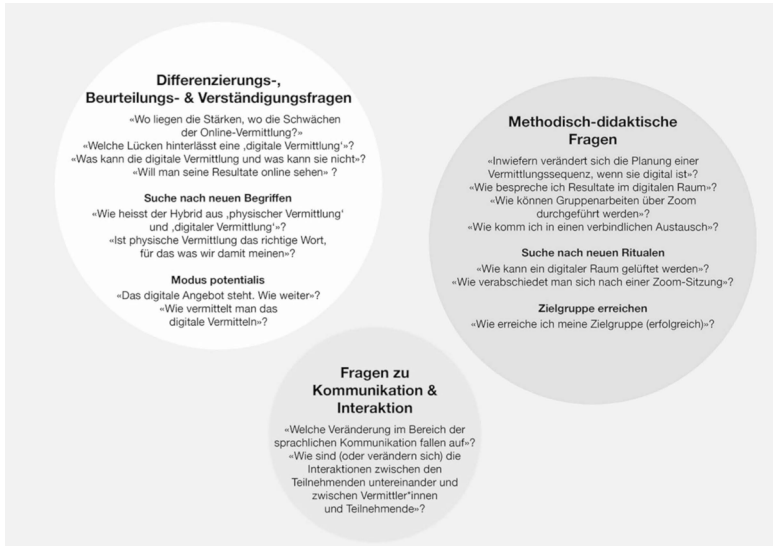 Differenzierungs-,
Beurteilungs- & Verständigungsfragen
«Wo liegen die Stärken, wo die Schwächen
der Online-Vermittlung?»
«Welche Lücken hinterlässt eine ‚digitale Vermittlung‘»?
«Was kann die digitale Vermittlung und was kann sie nicht»?
«Will man seine Resultate online sehen» ?
Suche nach neuen Begriffen
«Wie heisst der Hybrid aus ‚physischer Vermittlung‘
und ‚digitaler Vermittlung‘»?
«Ist physische Vermittlung das richtige Wort,
für das was wir damit meinen»?
Modus potentialis
«Das digitale Angebot steht. Wie weiter»?
«Wie vermittelt man das
digitale Vermitteln»?
Methodisch-didaktische
Fragen
«Inwiefern verändert sich die Planung einer
Vermittlungssequenz, wenn sie digital ist»?
«Wie bespreche ich Resultate im digitalen Raum»?
«Wie können Gruppenarbeiten über Zoom
durchgeführt werden»?
«Wie komm ich in einen verbindlichen Austausch»?
Suche nach neuen Ritualen
«Wie kann ein digitaler Raum gelüftet werden»?
«Wie verabschiedet man sich nach einer Zoom-Sitzung»?
Zielgruppe erreichen
«Wie erreiche ich meine Zielgruppe (erfolgreich)»?
Fragen zu
Kommunikation &
Interaktion
«Welche Veränderung im Bereich der
sprachlichen Kommunikation fallen auf»?
«Wie sind (oder verändern sich) die
Interaktionen zwischen den
Teilnehmenden untereinander und
zwischen Vermittler*innen
und Teilnehmende»?